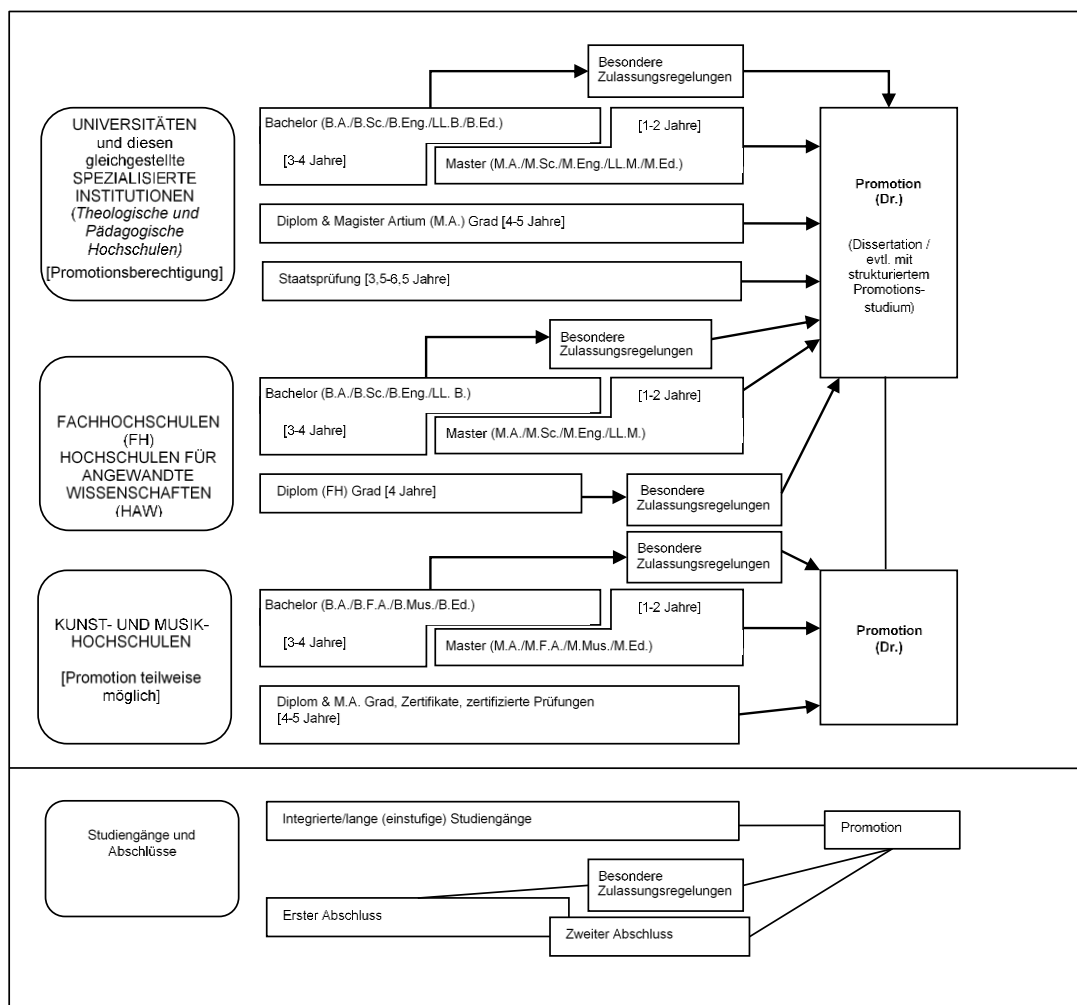 Besondere
Zulassungsregelungen
UNIVERSITÄTEN
und diesen
gleichgestellte
SPEZIALISIERTE
INSTITUTIONEN
(Theologische und
Pädagogische
Hochschulen)
[Promotionsberechtigung]
Bachelor (B.A./B.Sc./B.Eng./LL.B./B.Ed.)
[3-4 Jahre]
[1-2 Jahre]
Master (M.A./M.Sc./M.Eng./LL.M./M.Ed.)
Diplom & Magister Artium (M.A.) Grad [4-5 Jahre]
Staatsprüfung [3,5-6,5 Jahre]
Promotion
(Dr.)
(Dissertation /
evtl. mit
strukturiertem
Promotions-
studium)
Besondere
Zulassungsregelungen
FACHHOCHSCHULEN
(FH)
HOCHSCHULEN FÜR
ANGEWANDTE
WISSENSCHAFTEN
(HAW)
Bachelor (B.A./B.Sc./B.Eng./LL. B.)
[3-4 Jahre]
[1-2 Jahre]
Master (M.A./M.Sc./M.Eng./LL.M.)
Diplom (FH) Grad [4 Jahre]
Besondere
Zulassungsregelungen
Besondere
Zulassungsregelungen
KUNST- UND MUSIK-
HOCHSCHULEN
[Promotion teilweise
möglich]
Bachelor (B.A./B.F.A./B.Mus./B.Ed.)
[3-4 Jahre]
[1-2 Jahre]
Master (M.A./M.F.A./M.Mus./M.Ed.)
Diplom & M.A. Grad, Zertifikate, zertifizierte Prüfungen
[4-5 Jahre]
Promotion
(Dr.)
Studiengänge und
Abschlüsse
Integrierte/lange (einstufige) Studiengänge
Promotion
Besondere
Zulassungsregelungen
Erster Abschluss
Zweiter Abschluss